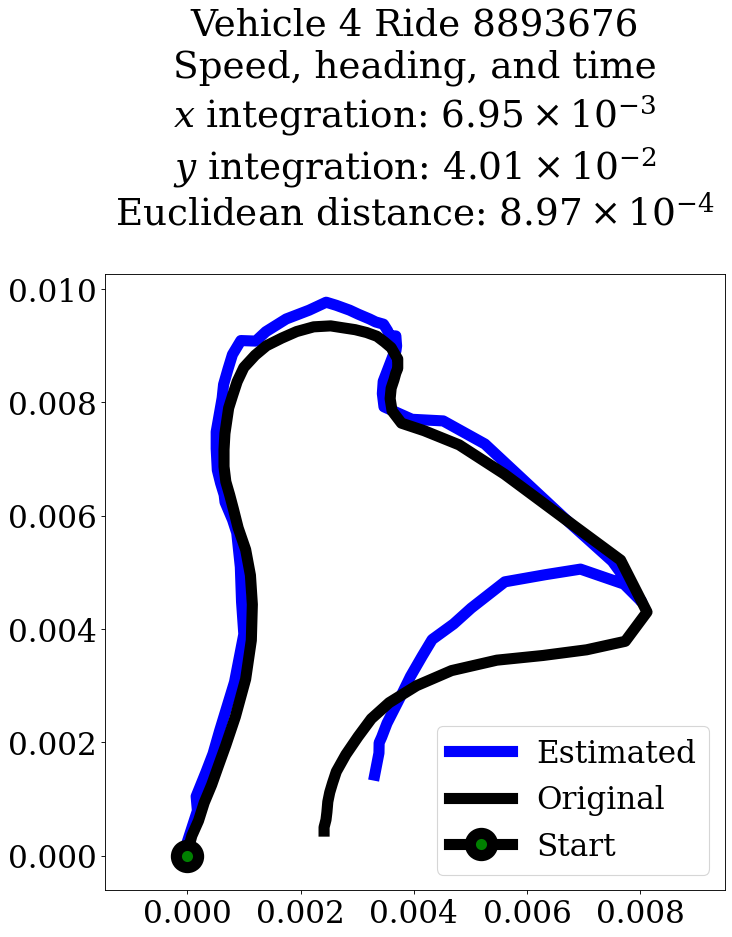 Vehicle 4 Ride 8893676
Speed, heading, and time
x integration: 6.95 × 10⁻³
y integration: 4.01 × 10⁻²
Euclidean distance: 8.97 × 10⁻⁴
0.010
0.008
0.006
0.004
0.002
0.000
Estimated
Original
Start
0.000 0.002 0.004 0.006 0.008